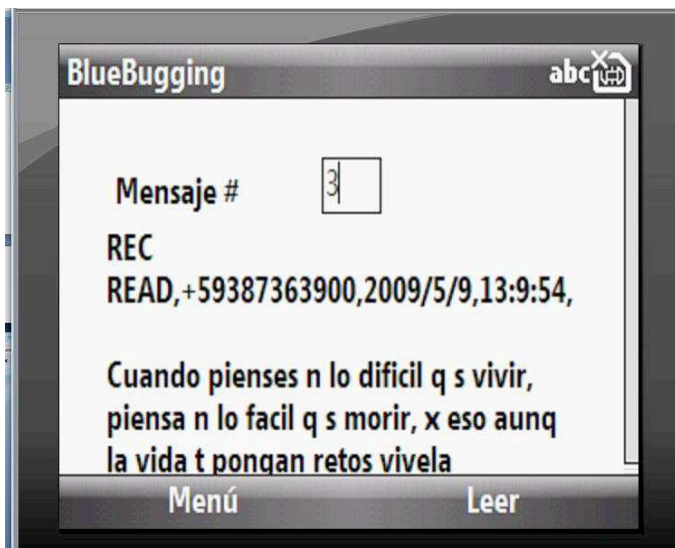 BlueBugging abc
Mensaje # 3
REC
READ,+59387363900,2009/5/9,13:9:54,
Cuando pienses n lo dificil q s vivir,
piensa n lo facil q s morir, x eso aunq
la vida t pongan retos vivela
Menú Leer